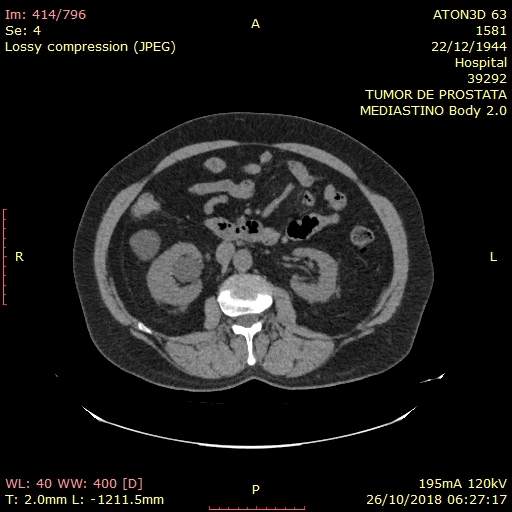 Im: 414/796
Se: 4
Lossy compression (JPEG)
A
ATON3D 63
1581
22/12/1944
Hospital
39292
TUMOR DE PROSTATA
MEDIASTINO Body 2.0
R
L
WL: 40 WW: 400 [D]
T: 2.0mm L: -1211.5mm
P
195mA 120kV
26/10/2018 06:27:17